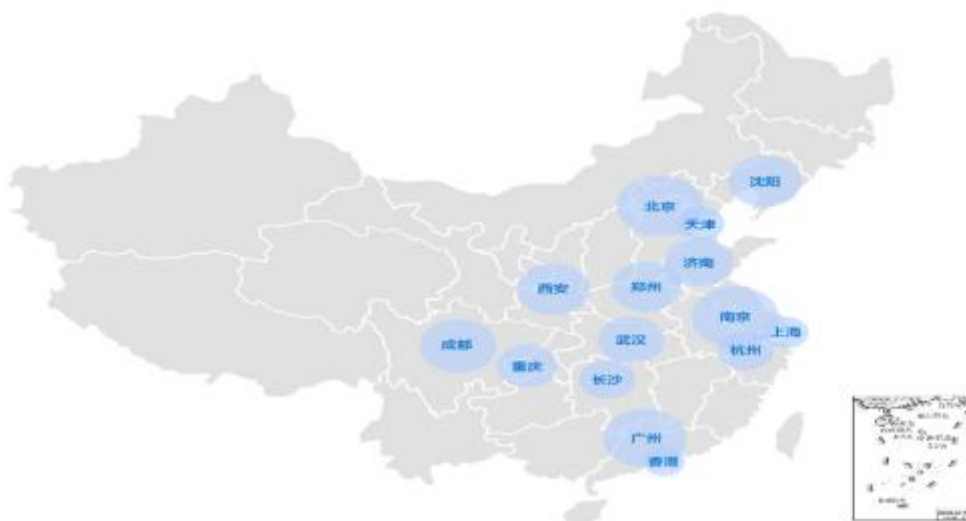 沈阳
北京
天津
济南
西安
郑州
南京
上海
成都
武汉
杭州
重庆
长沙
广州
香港